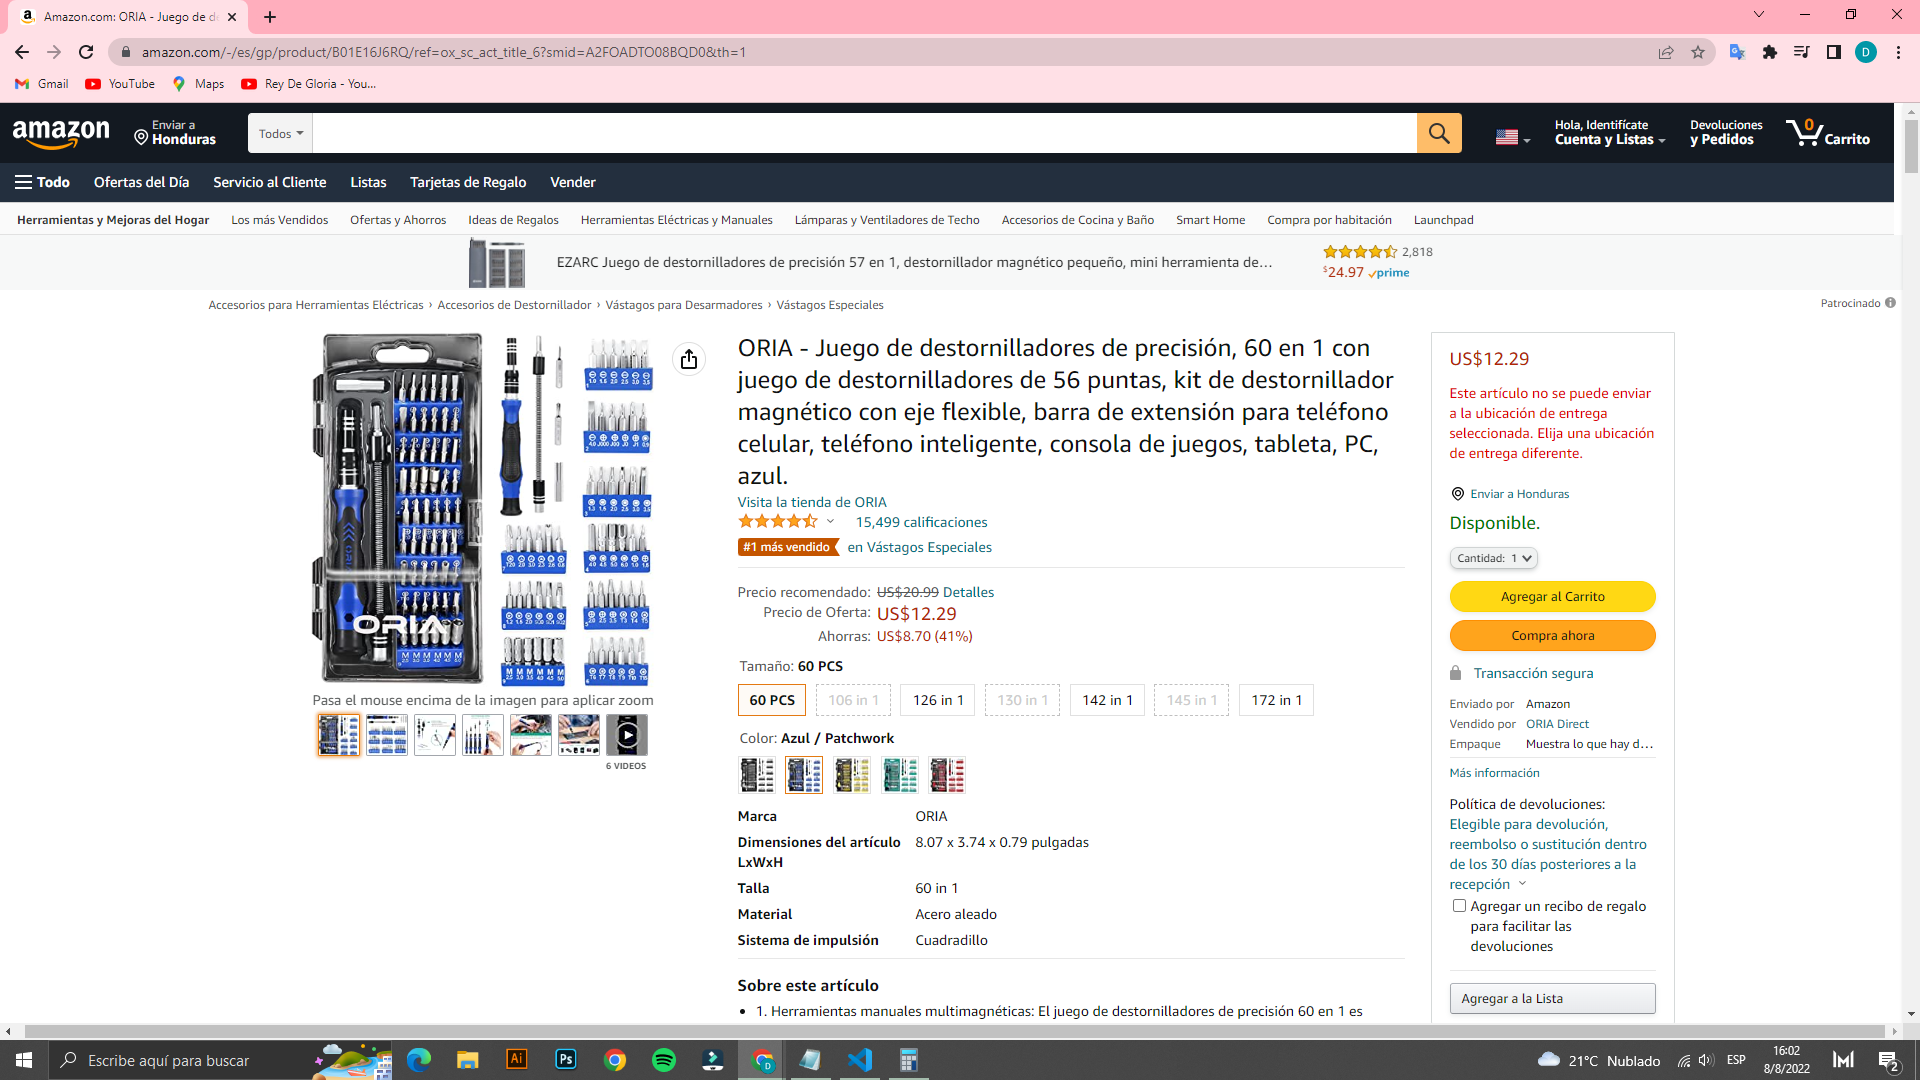 Amazon.com: ORIA - Juego de d
amazon.com/-/es/gp/product/B01E16J6RQ/ref=ox_sc_act_title_6?smid=A2FOADTO08BQD0&th=1
D
Gmail
YouTube
Maps
Rey De Gloria - You...
amazon
Enviar a
Honduras
Todos
Hola, Identifícate
Cuenta y Listas
Devoluciones
y Pedidos
0
Carrito
Todo
Ofertas del Día
Servicio al Cliente
Listas
Tarjetas de Regalo
Vender
Herramientas y Mejoras del Hogar
Los más Vendidos
Ofertas y Ahorros
Ideas de Regalos
Herramientas Eléctricas y Manuales
Lámparas y Ventiladores de Techo
Accesorios de Cocina y Baño
Smart Home
Compra por habitación
Launchpad
EZARC Juego de destornilladores de precisión 57 en 1, destornillador magnético pequeño, mini herramienta de...
2,818
$24.97 prime
Accesorios para Herramientas Eléctricas › Accesorios de Destornillador › Vástagos para Desarmadores › Vástagos Especiales
Patrocinado
ORIA
Pasa el mouse encima de la imagen para aplicar zoom
6 VIDEOS
ORIA - Juego de destornilladores de precisión, 60 en 1 con
juego de destornilladores de 56 puntas, kit de destornillador
magnético con eje flexible, barra de extensión para teléfono
celular, teléfono inteligente, consola de juegos, tableta, PC,
azul.
Visita la tienda de ORIA
15,499 calificaciones
#1 más vendido en Vástagos Especiales
Precio recomendado: US$20.99 Detalles
Precio de Oferta: US$12.29
Ahorras: US$8.70 (41%)
Tamaño: 60 PCS
60 PCS
106 in 1
126 in 1
130 in 1
142 in 1
145 in 1
172 in 1
Color: Azul / Patchwork
Marca ORIA
Dimensiones del artículo 8.07 x 3.74 x 0.79 pulgadas
LxWxH
Talla 60 in 1
Material Acero aleado
Sistema de impulsión Cuadradillo
Sobre este artículo
1. Herramientas manuales multimagnéticas: El juego de destornilladores de precisión 60 en 1 es
US$12.29
Este artículo no se puede enviar
a la ubicación de entrega
seleccionada. Elija una ubicación
de entrega diferente.
Enviar a Honduras
Disponible.
Cantidad: 1
Agregar al Carrito
Compra ahora
Transacción segura
Enviado por Amazon
Vendido por ORIA Direct
Empaque Muestra lo que hay d...
Más información
Política de devoluciones:
Elegible para devolución,
reembolso o sustitución dentro
de los 30 días posteriores a la
recepción
Agregar un recibo de regalo
para facilitar las
devoluciones
Agregar a la Lista
Escribe aquí para buscar
Ai
Ps
D
21°C Nublado
ESP
16:02
8/8/2022
2